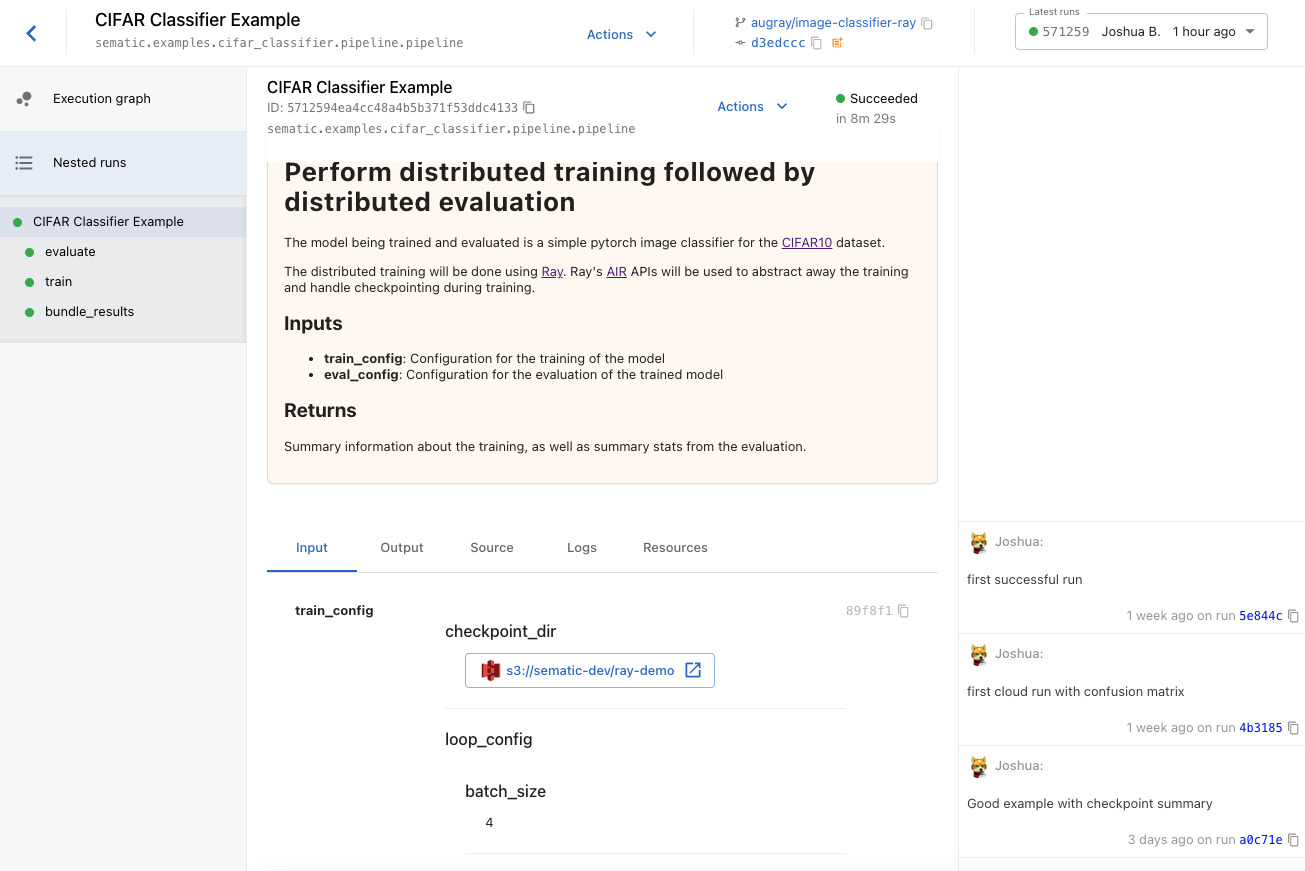 CIFAR Classifier Example
sematic.examples.cifar_classifier.pipeline.pipeline
Actions
augray/image-classifier-ray
d3edccc
Latest runs
571259 Joshua B. 1 hour ago
Execution graph
Nested runs
CIFAR Classifier Example
evaluate
train
bundle_results
CIFAR Classifier Example
ID: 5712594ea4cc48a4b5b371f53ddc4133
sematic.examples.cifar_classifier.pipeline.pipeline
Actions
Succeeded
in 8m 29s
Perform distributed training followed by
distributed evaluation
The model being trained and evaluated is a simple pytorch image classifier for the CIFAR10 dataset.
The distributed training will be done using Ray. Ray's AIR APIs will be used to abstract away the training
and handle checkpointing during training.
Inputs
• train_config: Configuration for the training of the model
• eval_config: Configuration for the evaluation of the trained model
Returns
Summary information about the training, as well as summary stats from the evaluation.
Input Output Source Logs Resources
train_config 89f8f1
checkpoint_dir
s3://sematic-dev/ray-demo
loop_config
batch_size
4
Joshua:
first successful run
1 week ago on run 5e844c
Joshua:
first cloud run with confusion matrix
1 week ago on run 4b3185
Joshua:
Good example with checkpoint summary
3 days ago on run a0c71e